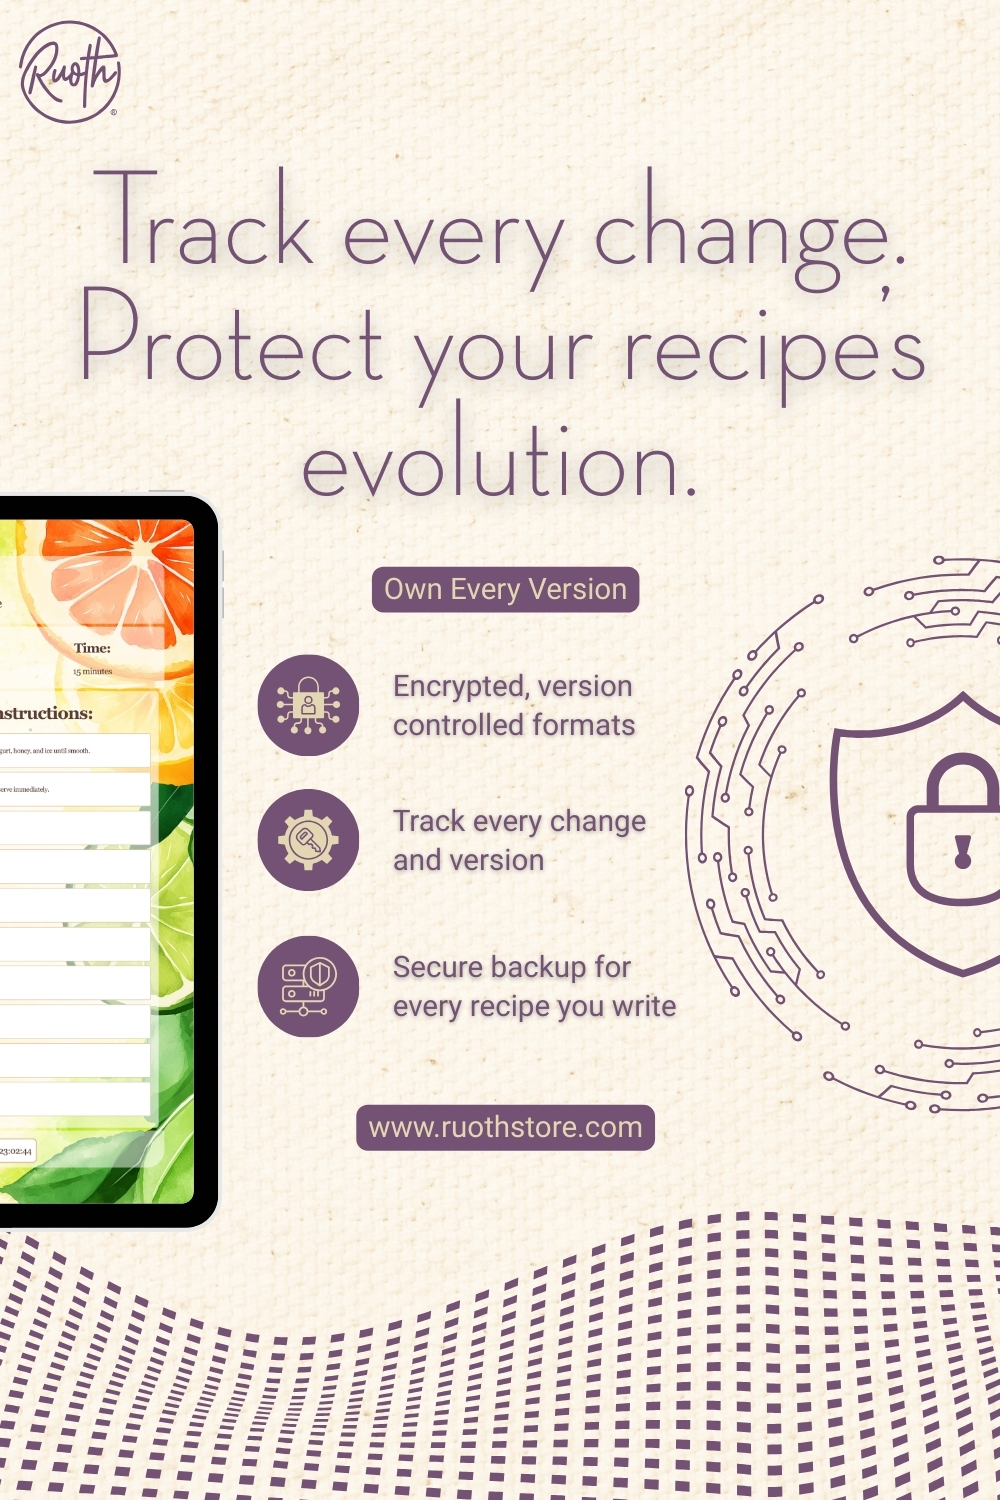 Ruoth
®
Track every change.
Protect your recipe's
evolution.
Own Every Version
Time:
15 minutes
nstructions:
gurt, honey, and ice until smooth.
erve immediately.
23:02:44
Encrypted, version
controlled formats
Track every change
and version
Secure backup for
every recipe you write
www.ruothstore.com